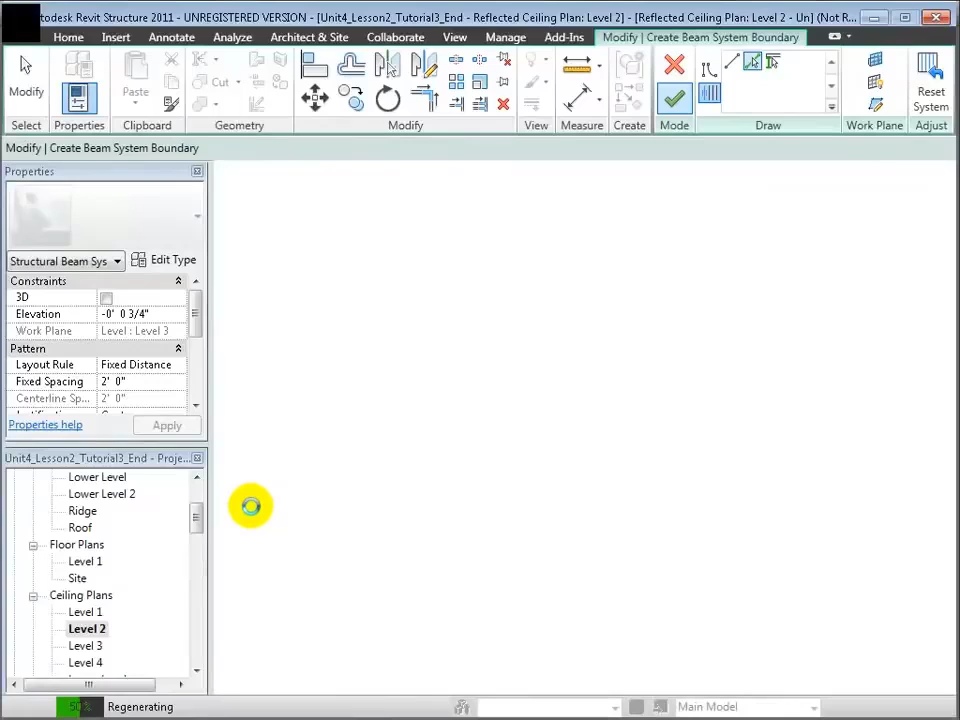 utodesk Revit Structure 2011 - UNREGISTERED VERSION - [Unit4_Lesson2_Tutorial3_End - Reflected Ceiling Plan: Level 2] - [Reflected Ceiling Plan: Level 2 - Un] (Not R...
Home Insert Annotate Analyze Architect & Site Collaborate View Manage Add-Ins Modify | Create Beam System Boundary
Modify Paste Cut Reset System
Select Properties Clipboard Geometry Modify View Measure Create Mode Draw Work Plane Adjust
Modify | Create Beam System Boundary
Properties
Structural Beam Sys Edit Type
Constraints
3D
Elevation -0' 0 3/4"
Work Plane Level : Level 3
Pattern
Layout Rule Fixed Distance
Fixed Spacing 2' 0"
Centerline Sp... 2' 0"
Properties help Apply
Unit4_Lesson2_Tutorial3_End - Proje...
Lower Level
Lower Level 2
Ridge
Roof
Floor Plans
Level 1
Site
Ceiling Plans
Level 1
Level 2
Level 3
Level 4
50% Regenerating Main Model